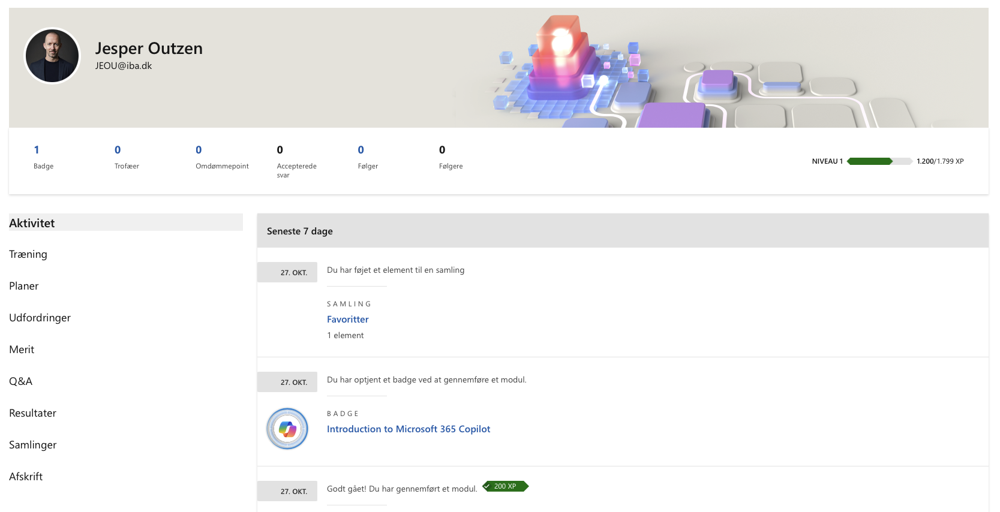 Jesper Outzen
JEOU@iba.dk
1
Badge
0
Trofæer
0
Omdømmepoint
0
Accepterede
svar
0
Følger
0
Følgere
NIVEAU 1 1.200/1.799 XP
Aktivitet
Træning
Planer
Udfordringer
Merit
Q&A
Resultater
Samlinger
Afskrift
Seneste 7 dage
27. OKT.
Du har føjet et element til en samling
SAMLING
Favoritter
1 element
27. OKT.
Du har optjent et badge ved at gennemføre et modul.
BADGE
Introduction to Microsoft 365 Copilot
27. OKT.
Godt gået! Du har gennemført et modul. 200 XP